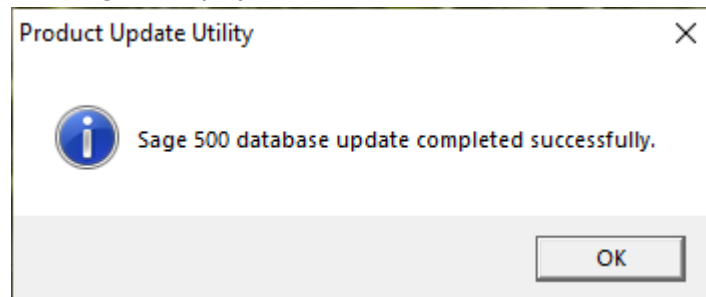 Product Update Utility
Sage 500 database update completed successfully.
OK